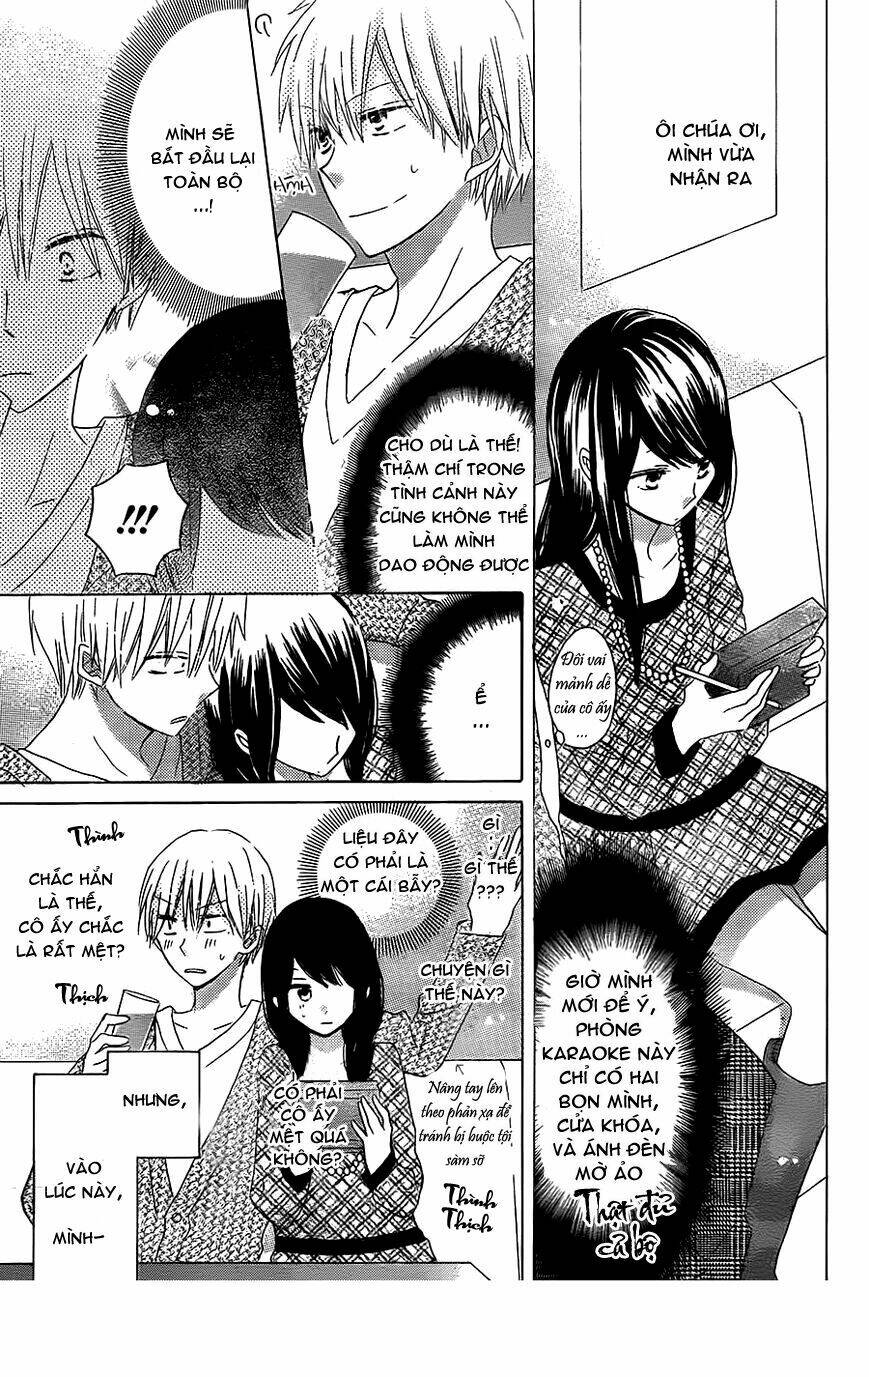 ÔI CHÚA ƠI,
MÌNH VỪA
NHẬN RA
Đôi vai
mảnh dẻ
của cô ấy
...
GIỜ MÌNH
MỚI ĐỂ Ý,
PHÒNG
KARAOKE NÀY
CHỈ CÓ HAI
BỌN MÌNH,
CỬA KHÓA,
VÀ ÁNH ĐÈN
MỜ ẢO
Thật đủ
cả bộ
HỰH
CHO DÙ LÀ THẾ!
THẬM CHÍ TRONG
TÌNH CẢNH NÀY
CŨNG KHÔNG THỂ
LÀM MÌNH
DAO ĐỘNG ĐƯỢC
MÌNH SẼ
BẮT ĐẦU LẠI
TOÀN BỘ
...!
!!!
Ể
...
GÌ
GÌ THẾ
???
LIỆU ĐÂY
CÓ PHẢI LÀ
MỘT CÁI BẪY?
CHUYỆN GÌ
THẾ NÀY?
Nâng tay lên
theo phản xạ để
tránh bị buộc tội
sàm sỡ
Thình
Thịch
Thình
CHẮC HẲN
LÀ THẾ,
CÔ ẤY CHẮC
LÀ RẤT MỆT?
Thịch
CÓ PHẢI
CÔ ẤY
MỆT QUÁ
KHÔNG?
NHƯNG,
VÀO
LÚC NÀY,
MÌNH-